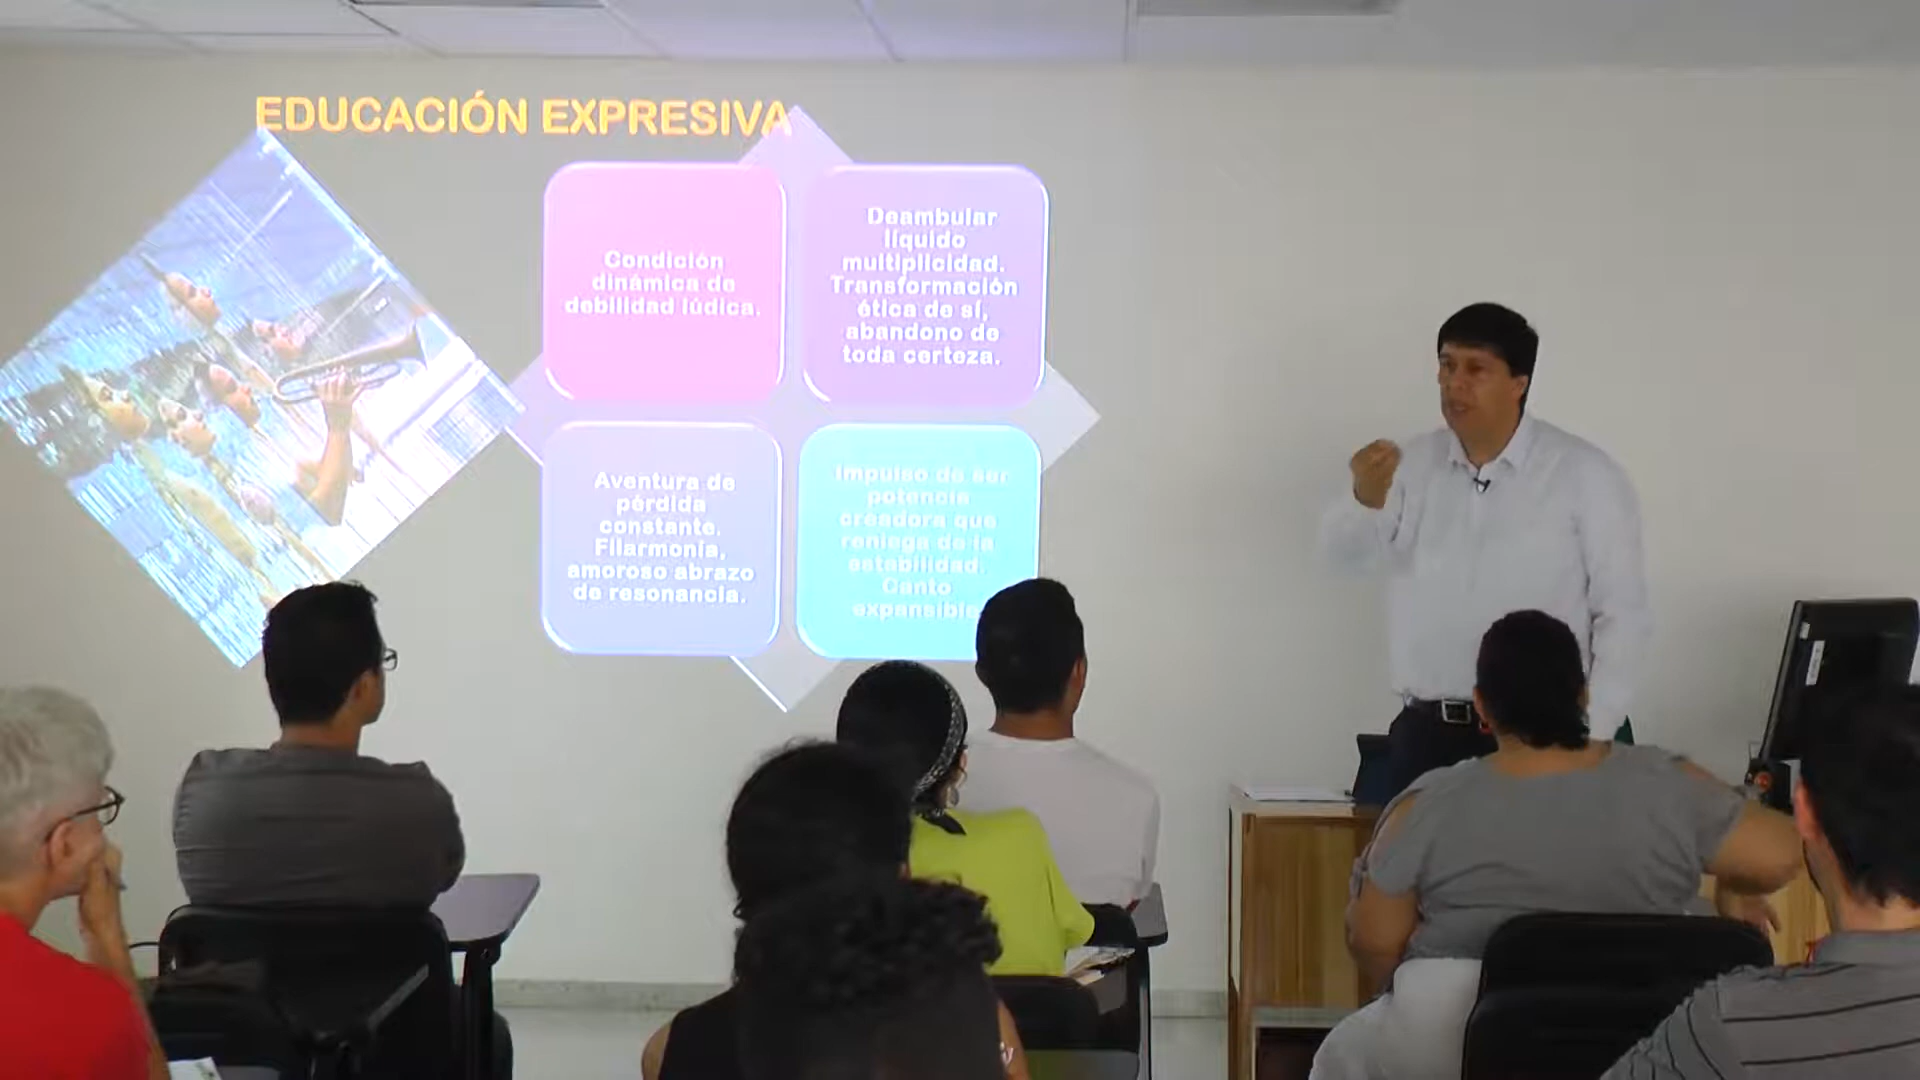 EDUCACIÓN EXPRESIVA
Condición
dinámica de
debilidad lúdica.
Deambular
líquido
multiplicidad.
Transformación
ética de sí,
abandono de
toda certeza.
Aventura de
pérdida
constante.
Filarmonía,
amoroso abrazo
de resonancia.
Impulso de ser
potencia
creadora que
reniega de la
estabilidad.
Canto
expansible